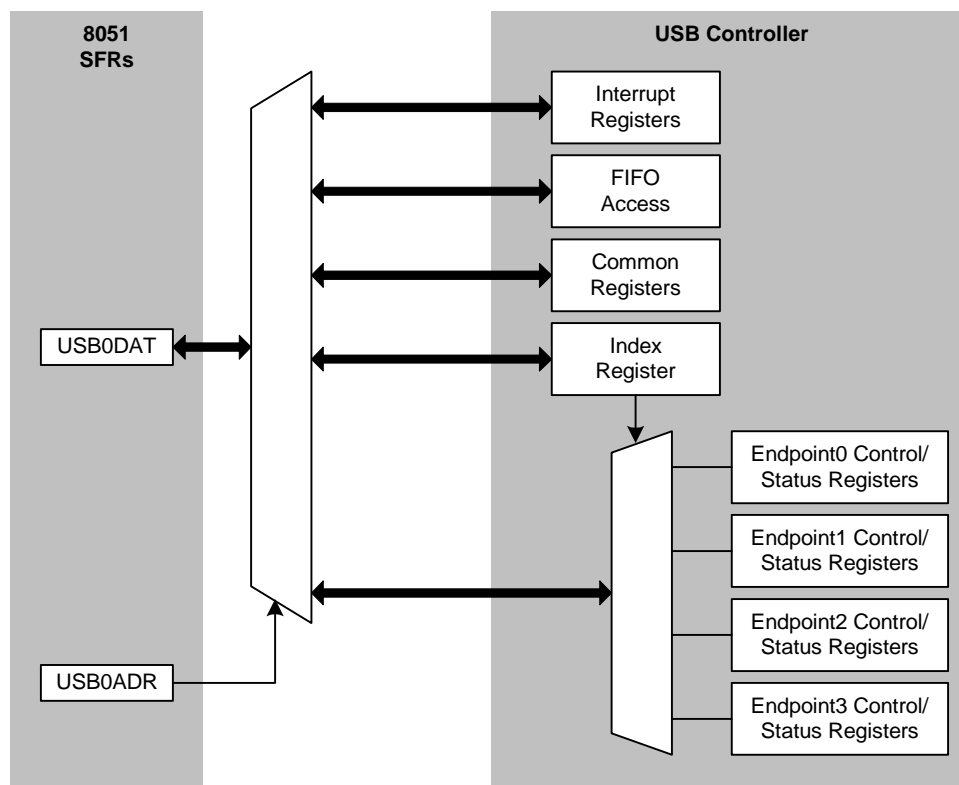 8051
SFRs
USB Controller
Interrupt
Registers
FIFO
Access
Common
Registers
USB0DAT
Index
Register
Endpoint0 Control/
Status Registers
Endpoint1 Control/
Status Registers
Endpoint2 Control/
Status Registers
USB0ADR
Endpoint3 Control/
Status Registers